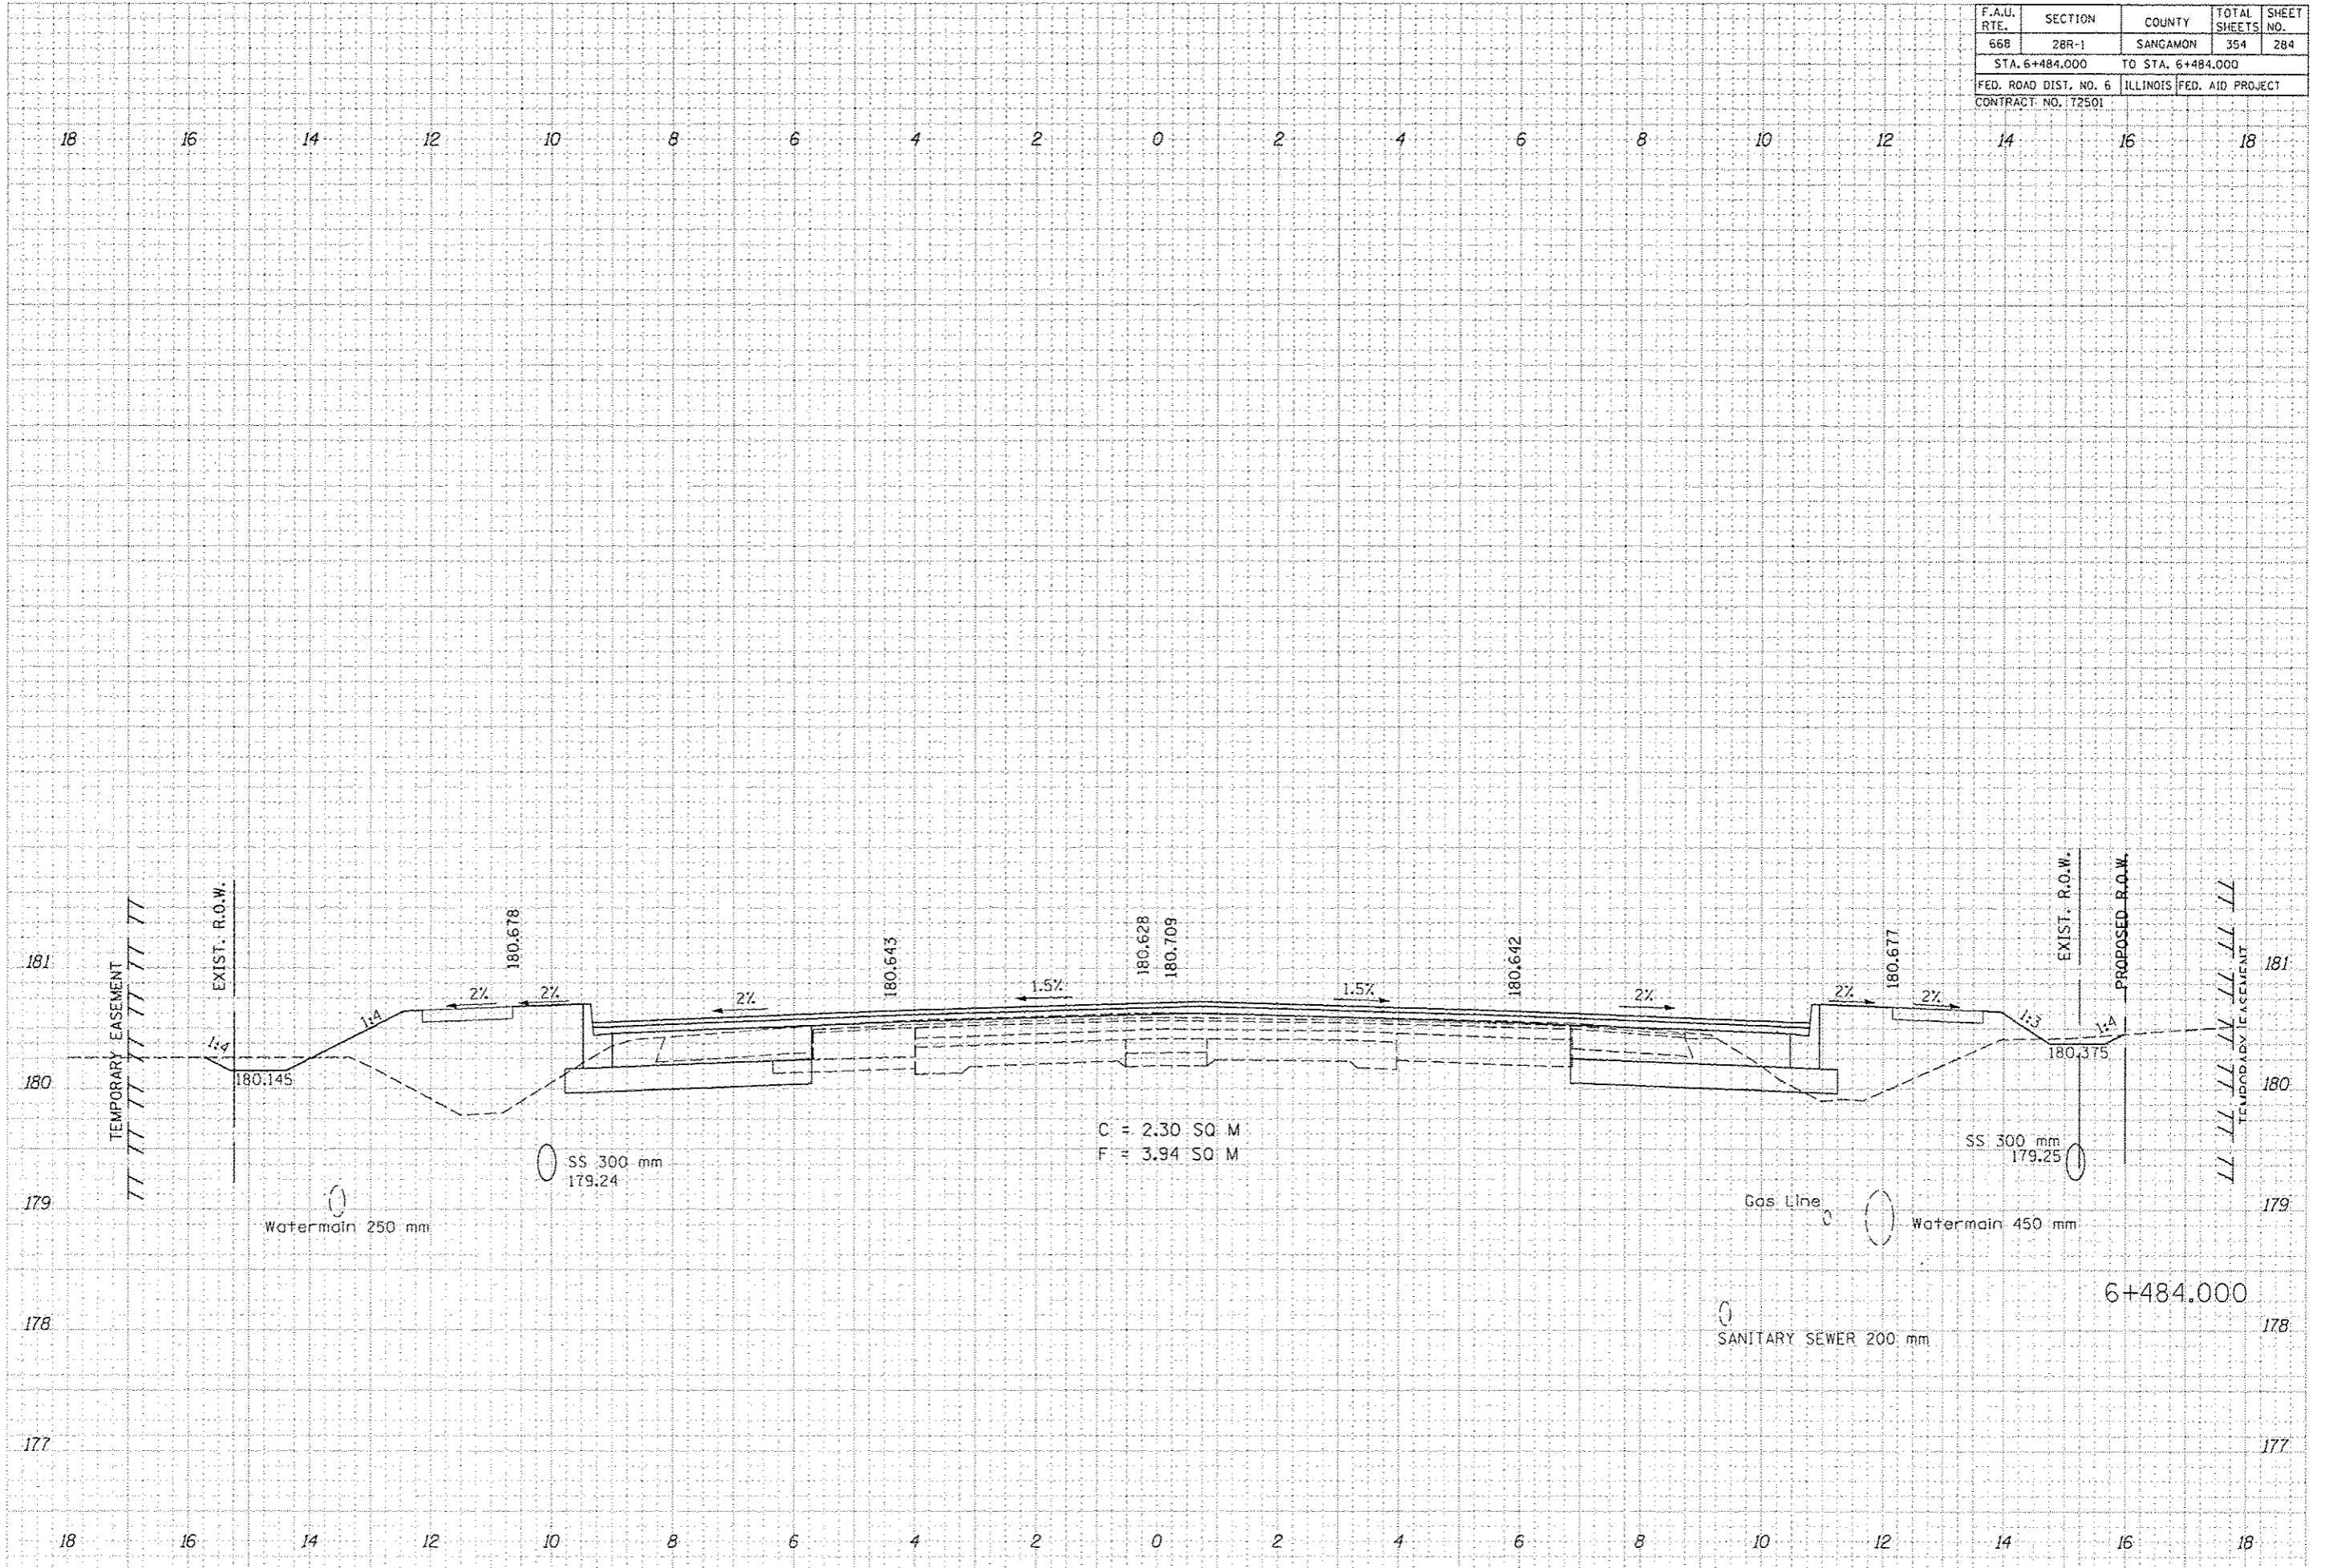 F.A.U. RTE. SECTION COUNTY TOTAL SHEETS SHEET NO.
668 28R-1 SANGAMON 354 284
STA. 6+484.000 TO STA. 6+484.000
FED. ROAD DIST. NO. 6 ILLINOIS FED. AID PROJECT
CONTRACT NO. 72501
18 16 14 12 10 8 6 4 2 0 2 4 6 8 10 12 14 16 18
TEMPORARY EASEMENT
EXIST. R.O.W.
180.678
180.643
180.628
180.709
180.642
180.677
EXIST. R.O.W.
PROPOSED R.O.W.
TEMPORARY EASEMENT
181 181
2% 2% 2% 1.5% 1.5% 2% 2% 2%
1:4 1:4 1:3 1:4
180.145 180.375
180 180
C = 2.30 SQ M
F = 3.94 SQ M
SS 300 mm
179.24
SS 300 mm
179.25
179 179
Watermain 250 mm
Gas Line
Watermain 450 mm
6+484.000
178 178
SANITARY SEWER 200 mm
177 177
18 16 14 12 10 8 6 4 2 0 2 4 6 8 10 12 14 16 18